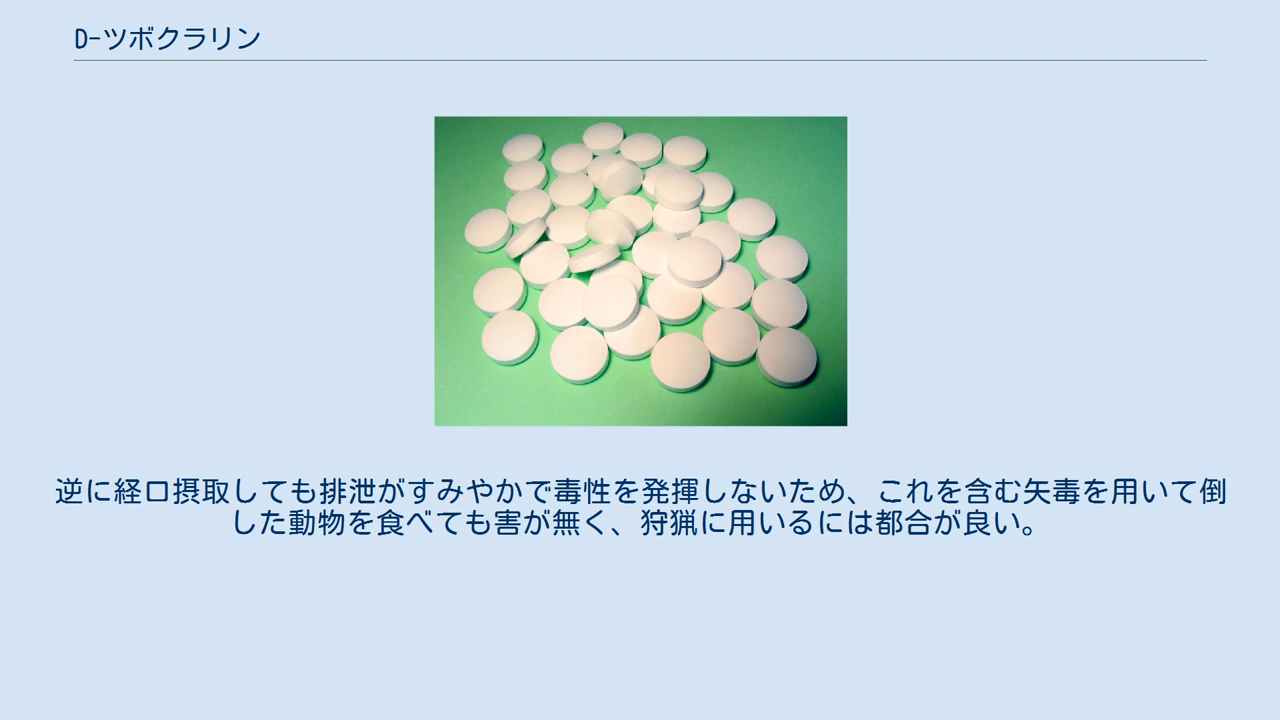 D-ツボクラリン
逆に経口摂取しても排泄がすみやかで毒性を発揮しないため、これを含む矢毒を用いて倒
した動物を食べても害が無く、狩猟に用いるには都合が良い。